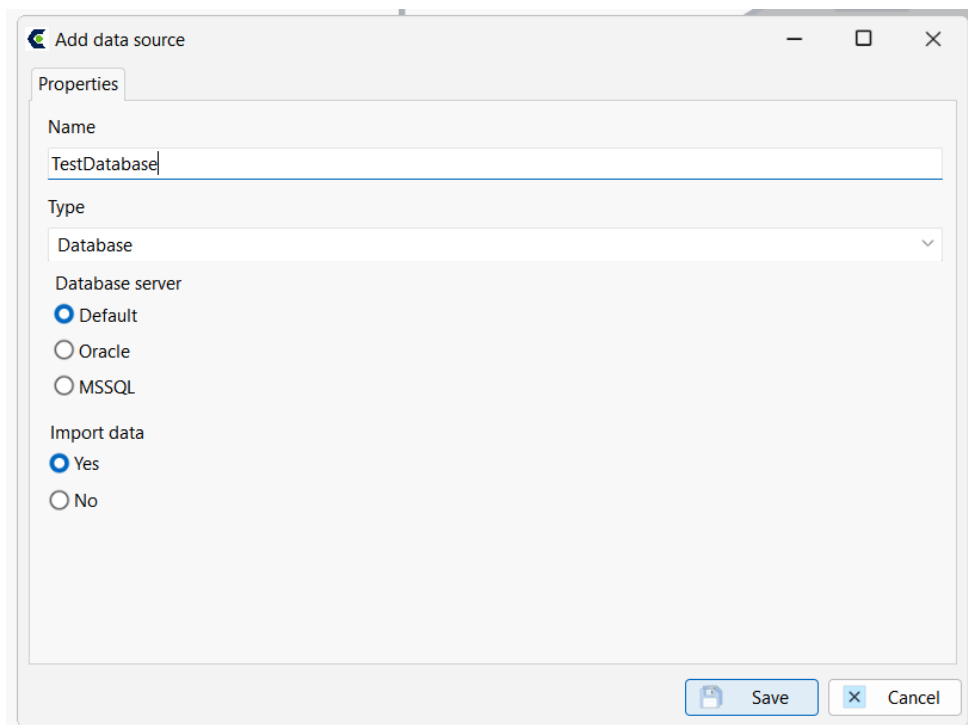 Add data source
Properties
Name
TestDatabase
Type
Database
Database server
Default
Oracle
MSSQL
Import data
Yes
No
Save Cancel